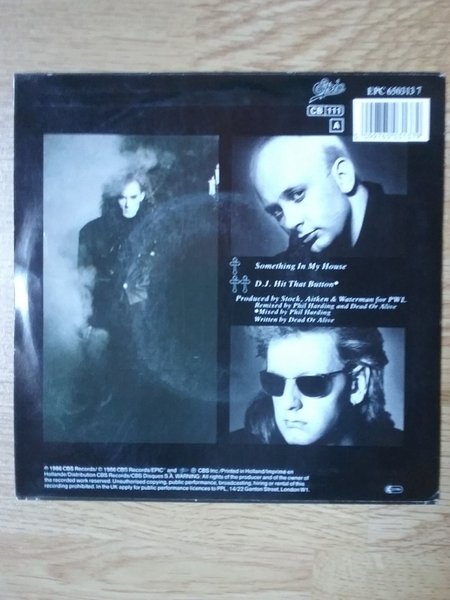 Epic
EPC 650313 7
CB 111
A
Something In My House
D.J. Hit That Button*
Produced by Stock, Aitken & Waterman for PWL
Remixed by Phil Harding and Dead Or Alive
*Mixed by Phil Harding
Written by Dead Or Alive
℗ 1986 CBS Records/ © 1986 CBS Records/EPIC and CBS Inc./Printed in Holland/Imprimé en
Hollande/Distribution CBS Records/CBS Disques S.A. WARNING: All rights of the producer and of the owner of
the recorded work reserved. Unauthorised copying, public performance, broadcasting, hiring or rental of this
recording prohibited. In the UK apply for public performance licences to PPL, 14/22 Ganton Street, London W1.